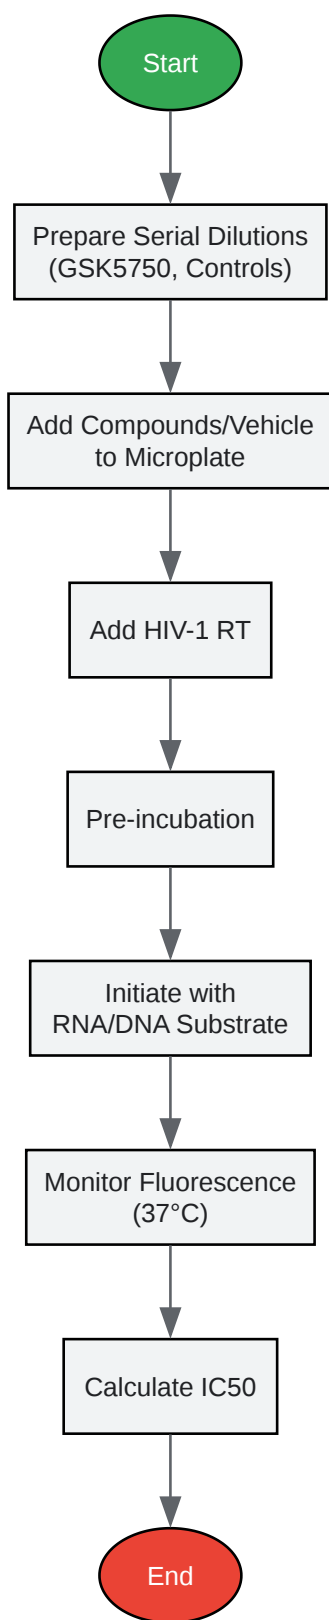 Start
Prepare Serial Dilutions
(GSK5750, Controls)
Add Compounds/Vehicle
to Microplate
Add HIV-1 RT
Pre-incubation
Initiate with
RNA/DNA Substrate
Monitor Fluorescence
(37°C)
Calculate IC50
End